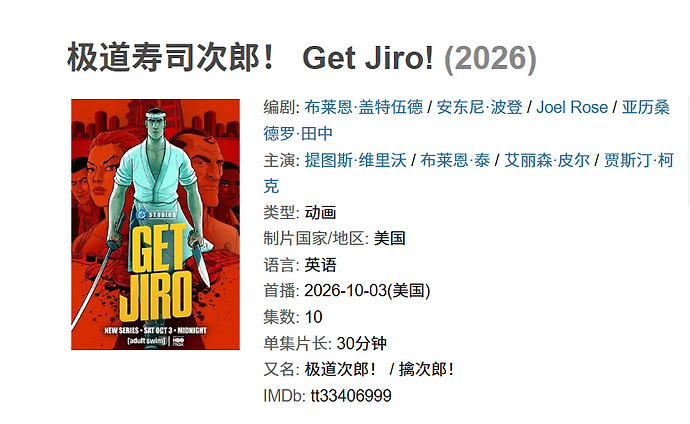 极道寿司次郎！ Get Jiro! (2026)
DC STUDIOS
GET
JIRO
NEW SERIES • SAT OCT 3 • MIDNIGHT
[adult swim] HBO max
编剧: 布莱恩·盖特伍德 / 安东尼·波登 / Joel Rose / 亚历桑
德罗·田中
主演: 提图斯·维里沃 / 布莱恩·泰 / 艾丽森·皮尔 / 贾斯汀·柯
克
类型: 动画
制片国家/地区: 美国
语言: 英语
首播: 2026-10-03(美国)
集数: 10
单集片长: 30分钟
又名: 极道次郎！ / 擒次郎！
IMDb: tt33406999